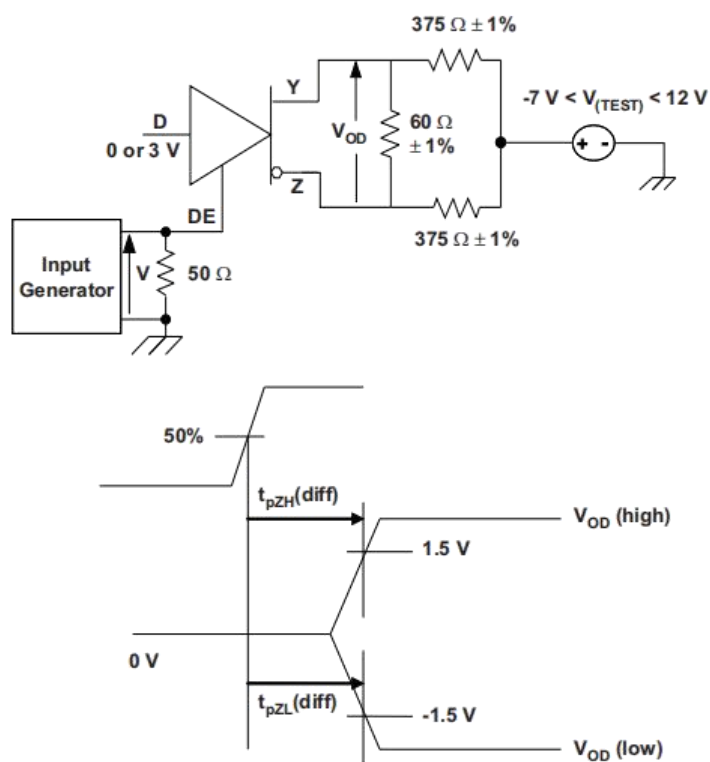 375 Ω ± 1%
Y
-7 V < V(TEST) < 12 V
D
0 or 3 V
VOD
60 Ω
± 1%
Z
DE
375 Ω ± 1%
Input
Generator
V
50 Ω
+ -
50%
tpZH(diff)
VOD (high)
1.5 V
0 V
tpZL(diff)
-1.5 V
VOD (low)